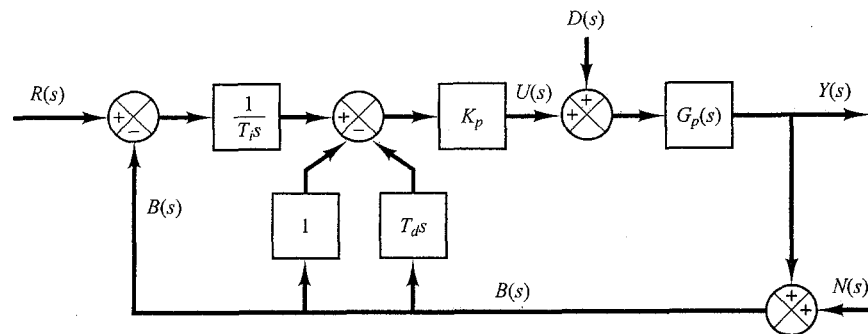 D(s)
R(s)
+
−
1
T_i s
+
−
K_p
U(s)
+
+
G_p(s)
Y(s)
B(s)
1
T_d s
B(s)
+
+
N(s)